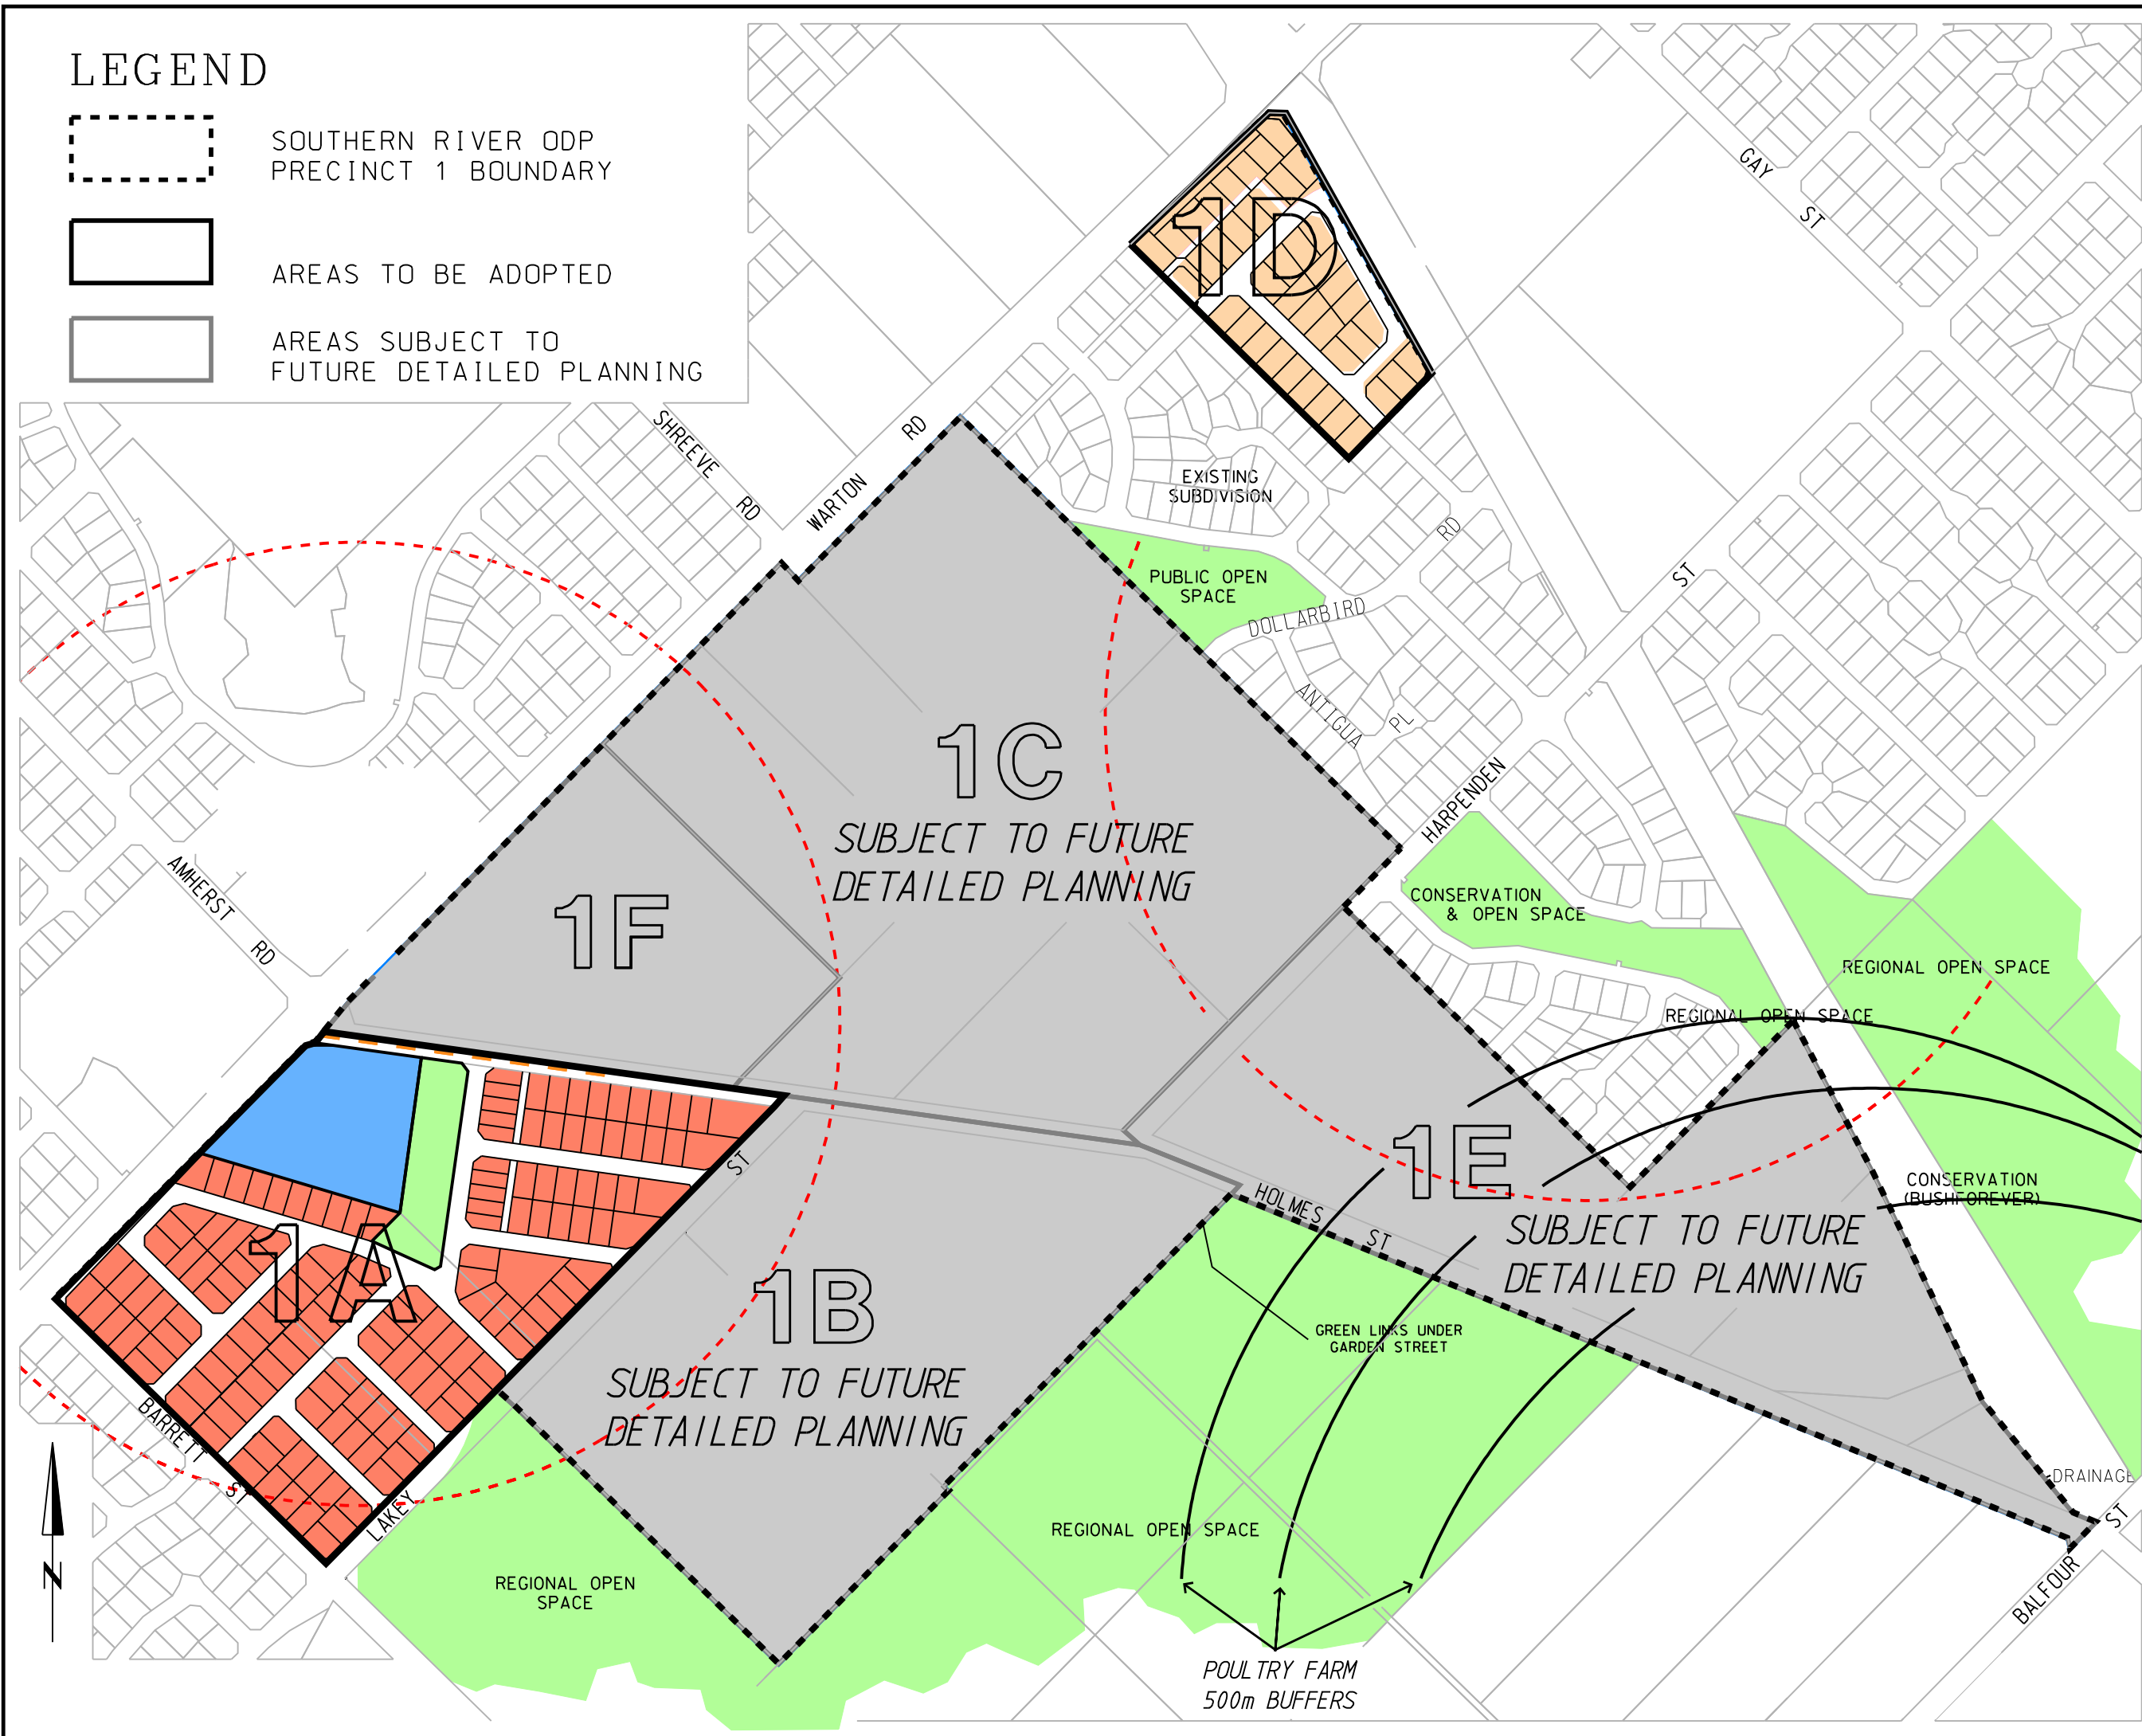 LEGEND
SOUTHERN RIVER ODP
PRECINCT 1 BOUNDARY
AREAS TO BE ADOPTED
AREAS SUBJECT TO
FUTURE DETAILED PLANNING
GAY
ST
1D
SHREEVE
RD
WARTON
RD
EXISTING
SUBDIVISION
RD
PUBLIC OPEN
SPACE
DOLLARBIRD
ST
ANTIGUA
PL
HARPENDEN
1C
SUBJECT TO FUTURE
DETAILED PLANNING
1F
AMHERST
RD
CONSERVATION
& OPEN SPACE
REGIONAL OPEN SPACE
REGIONAL OPEN SPACE
1E
SUBJECT TO FUTURE
DETAILED PLANNING
CONSERVATION
(BUSHFOREVER)
HOLMES
ST
ST
1A
1B
SUBJECT TO FUTURE
DETAILED PLANNING
GREEN LINKS UNDER
GARDEN STREET
BARRETT
ST
LAKEY
N
REGIONAL OPEN
SPACE
REGIONAL OPEN SPACE
DRAINAGE
ST
BALFOUR
POULTRY FARM
500m BUFFERS